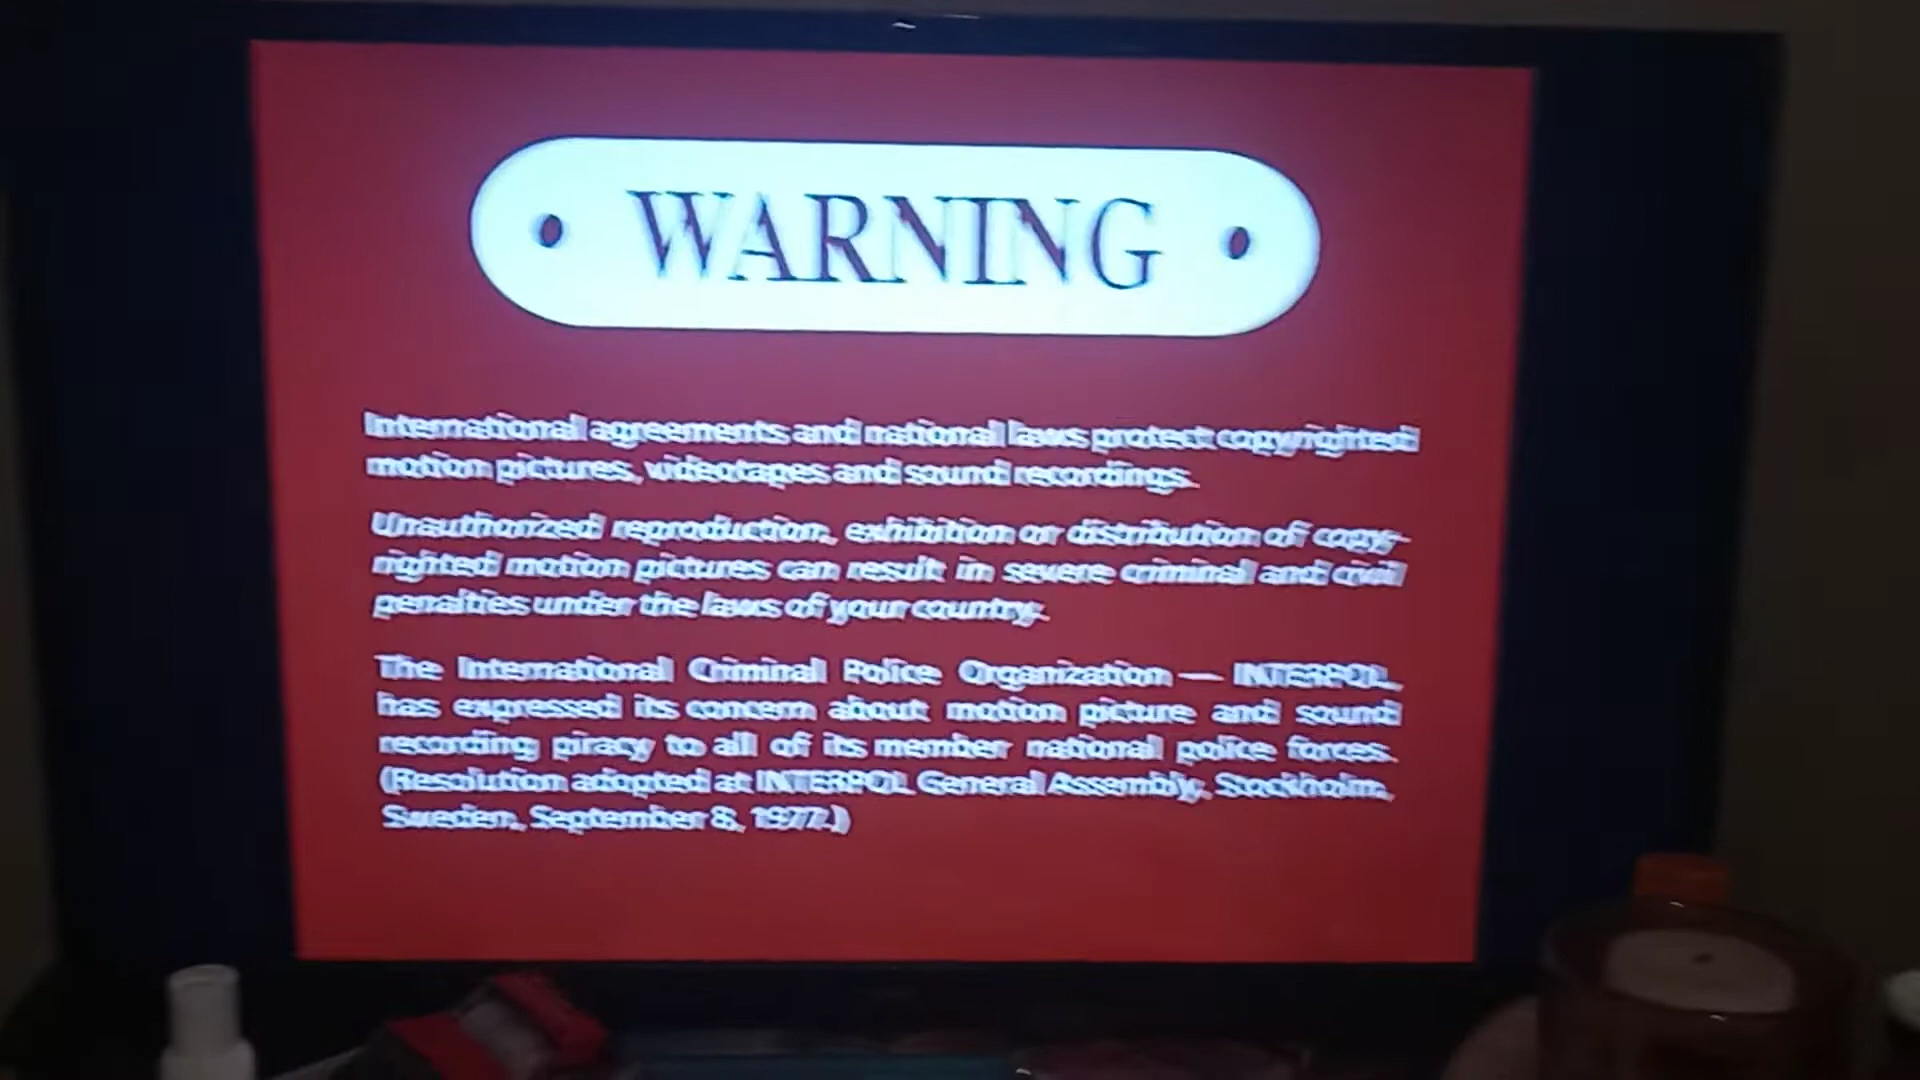 WARNING
International agreements and national laws protect copyrighted
motion pictures, videotapes and sound recordings.
Unauthorized reproduction, exhibition or distribution of copy-
righted motion pictures can result in severe criminal and civil
penalties under the laws of your country.
The International Criminal Police Organization — INTERPOL,
has expressed its concern about motion picture and sound
recording piracy to all of its member national police forces.
(Resolution adopted at INTERPOL General Assembly, Stockholm,
Sweden, September 8, 1977.)